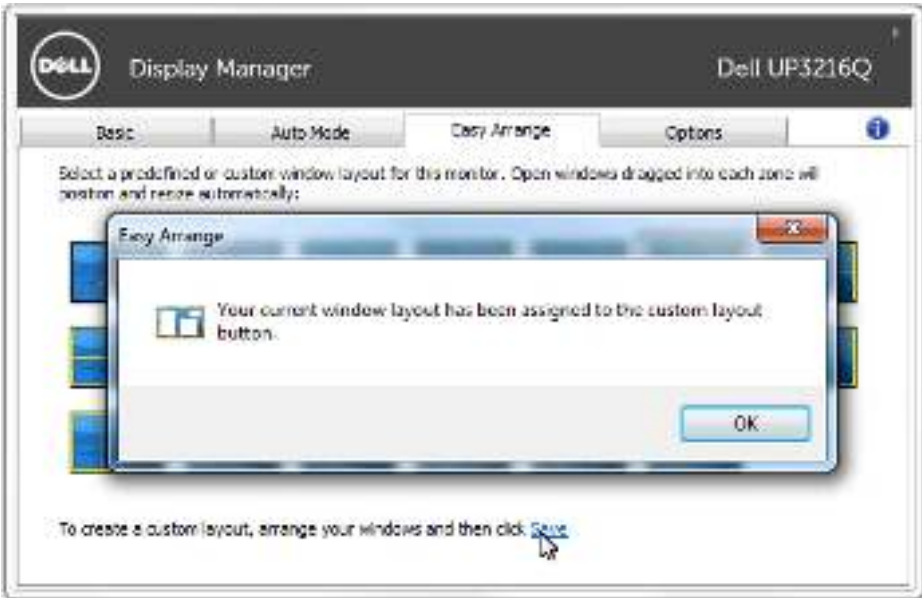 DELL
Display Manager
Dell UP3216Q
Basic
Auto Mode
Easy Arrange
Options
Select a predefined or custom window layout for this monitor. Open windows dragged into each zone will
position and resize automatically:
Easy Arrange
Your current window layout has been assigned to the custom layout
button.
OK
To create a custom layout, arrange your windows and then click Save